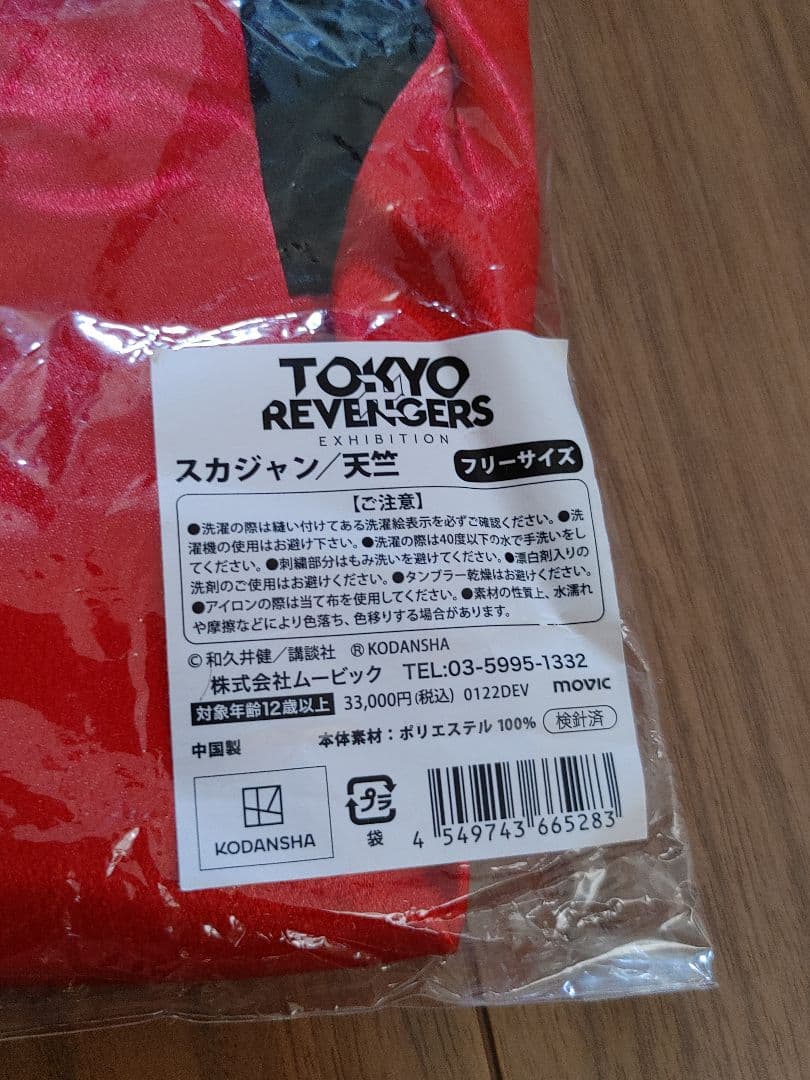 TOKYO
REVENGERS
EXHIBITION
スカジャン／天竺 フリーサイズ
【ご注意】
●洗濯の際は縫い付けてある洗濯絵表示を必ずご確認ください。●洗
濯機の使用はお避け下さい。●洗濯の際は40度以下の水で手洗いをし
てください。●刺繍部分はもみ洗いを避けてください。●漂白剤入りの
洗剤のご使用はお避けください。●タンブラー乾燥はお避けください。
●アイロンの際は当て布を使用してください。●素材の性質上、水濡れ
や摩擦などにより色落ち、色移りする場合があります。
© 和久井健／講談社 ® KODANSHA
株式会社ムービック TEL:03-5995-1332
対象年齢12歳以上 33,000円(税込) 0122DEV movic
中国製 本体素材：ポリエステル 100% 検針済
KODANSHA
プラ
袋
4 549743 665283